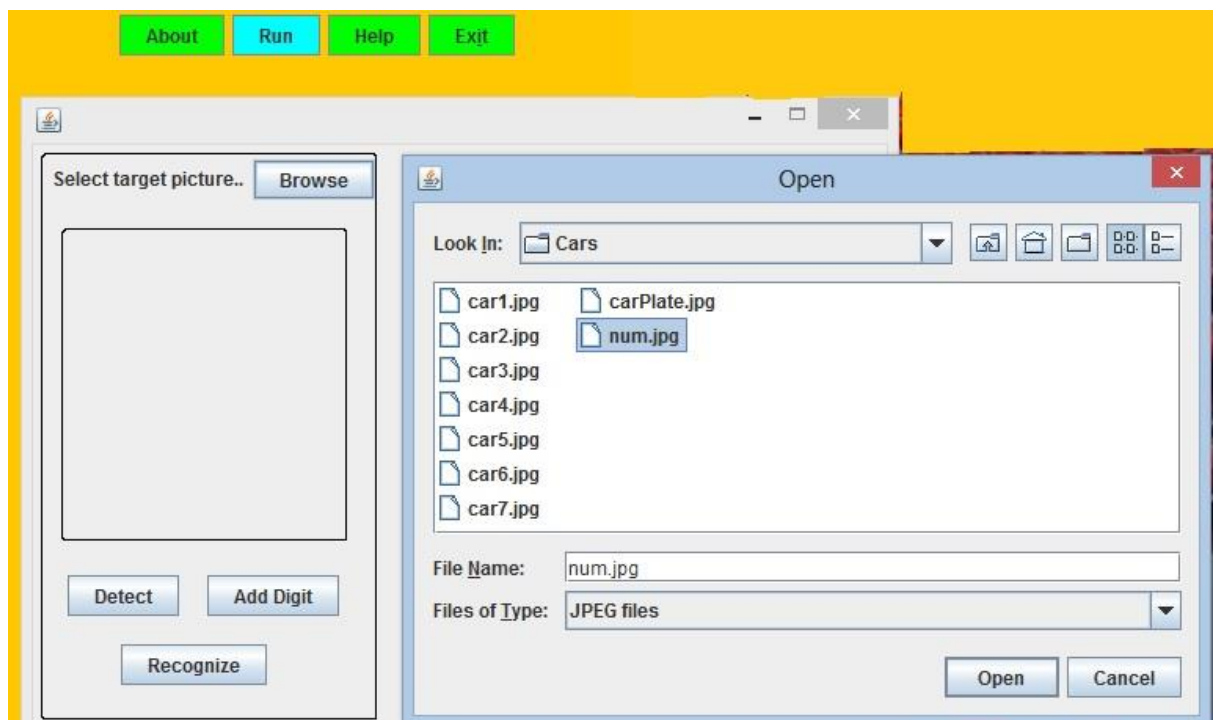 About Run Help Exit
Select target picture.. Browse
Open
Look In: Cars
car1.jpg carPlate.jpg
car2.jpg num.jpg
car3.jpg
car4.jpg
car5.jpg
car6.jpg
car7.jpg
File Name: num.jpg
Files of Type: JPEG files
Detect Add Digit
Recognize
Open Cancel